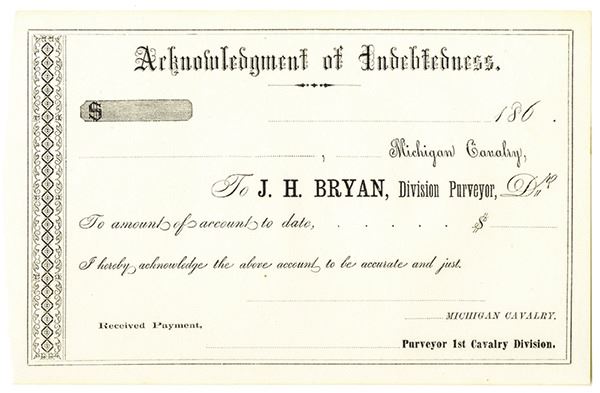 Acknowledgment of Indebtedness.
$
186 .
, Michigan Cavalry,
To J. H. BRYAN, Division Purveyor, Dr.
To amount of account to date, . . . . . $
I hereby acknowledge the above account to be accurate and just.
MICHIGAN CAVALRY.
Received Payment,
Purveyor 1st Cavalry Division.